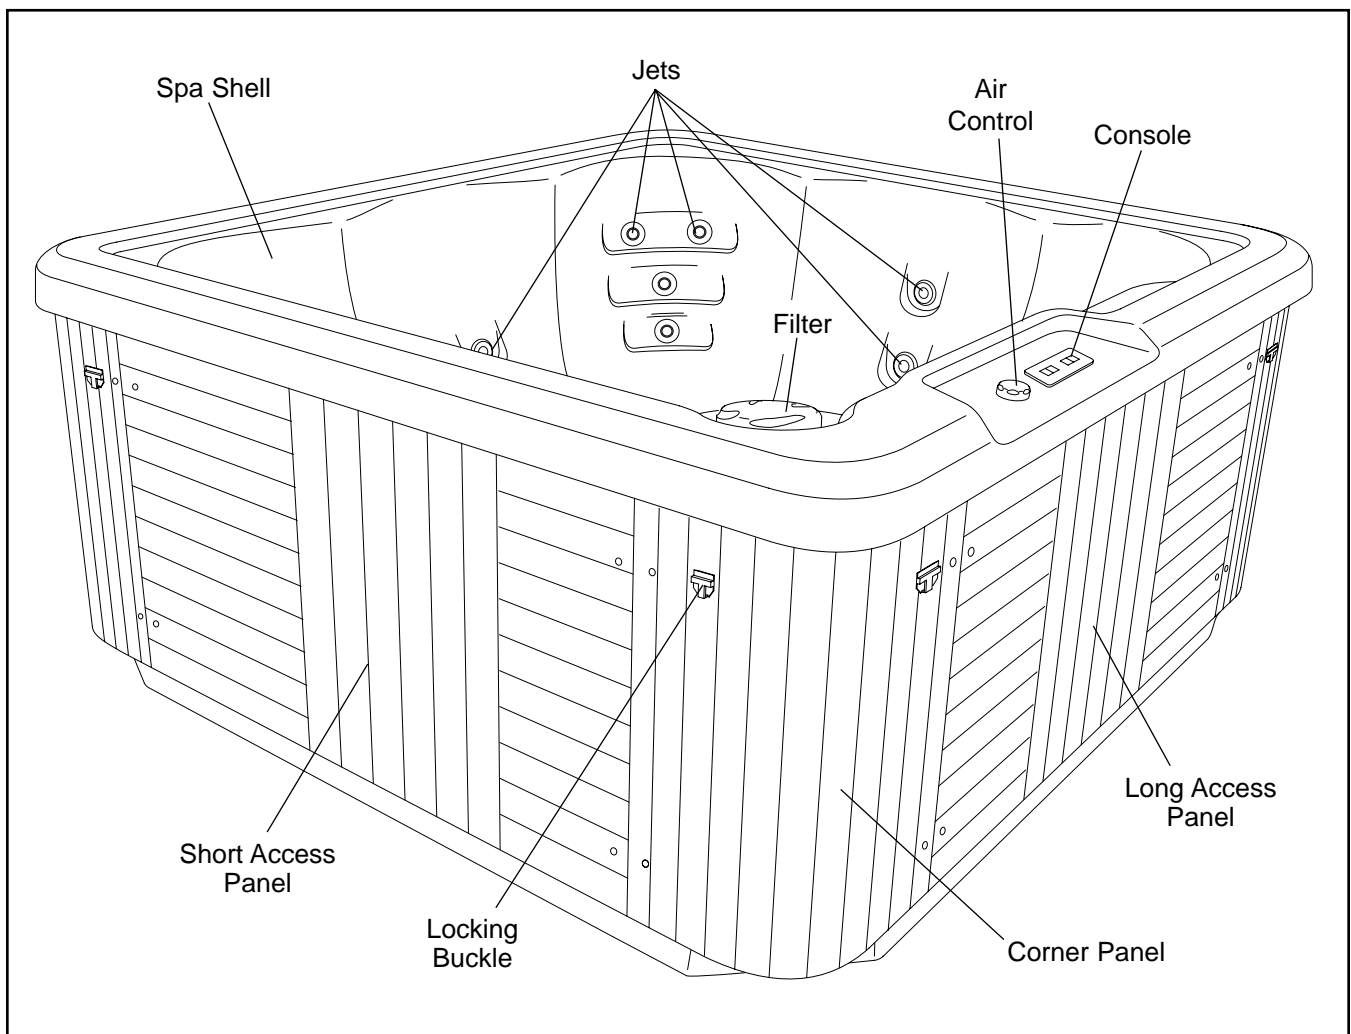 Spa Shell
Jets
Air
Control
Console
Filter
Short Access
Panel
Locking
Buckle
Corner Panel
Long Access
Panel